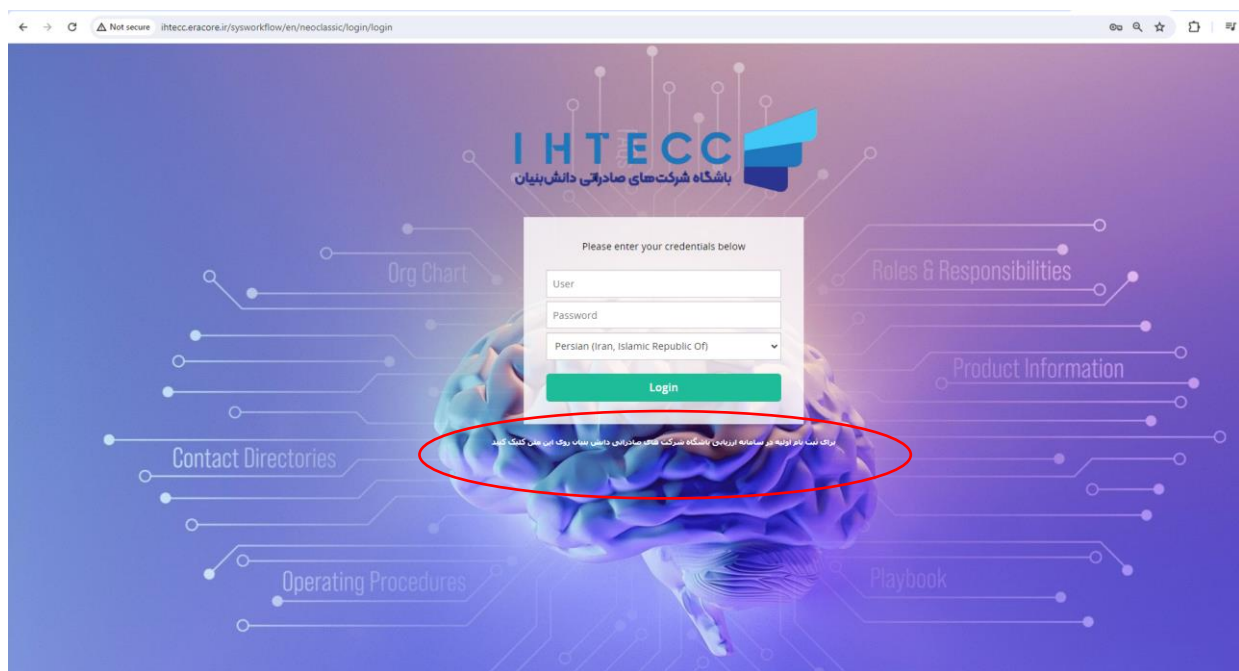 Not secure
ihtecc.eracore.ir/sysworkflow/en/neoclassic/login/login
IHTECC
باشگاه شرکت‌های صادراتی دانش‌بنیان
Please enter your credentials below
User
Password
Persian (Iran, Islamic Republic Of)
Login
برای ثبت نام اولیه در سامانه ارزیابی باشگاه شرکت های صادراتی دانش بنیان روی این متن کلیک کنید
Org Chart
Roles & Responsibilities
Product Information
Contact Directories
Operating Procedures
Playbook